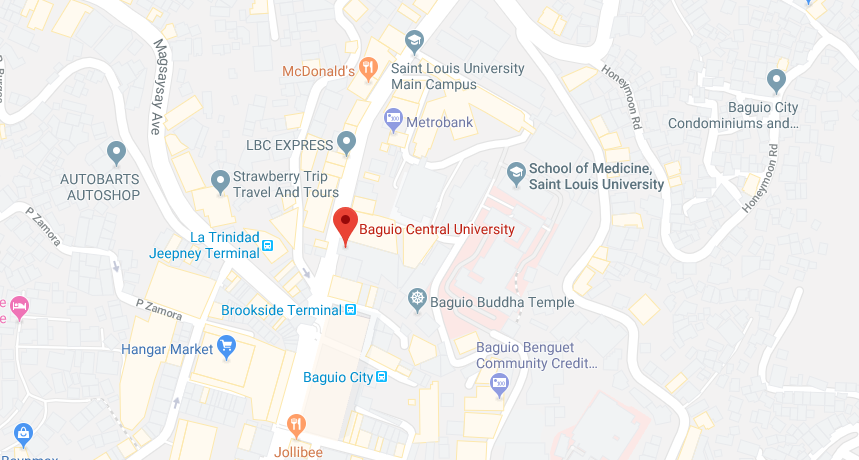 McDonald's
Saint Louis University
Main Campus
Magsaysay Ave
Honeymoon Rd
Baguio City
Condominiums and...
Metrobank
LBC EXPRESS
AUTOBARTS
AUTOSHOP
Strawberry Trip
Travel And Tours
School of Medicine,
Saint Louis University
Honeymoon Rd
P Zamora
La Trinidad
Jeepney Terminal
Baguio Central University
Brookside Terminal
Baguio Buddha Temple
P Zamora
Hangar Market
Baguio Benguet
Community Credit...
Baguio City
Jollibee